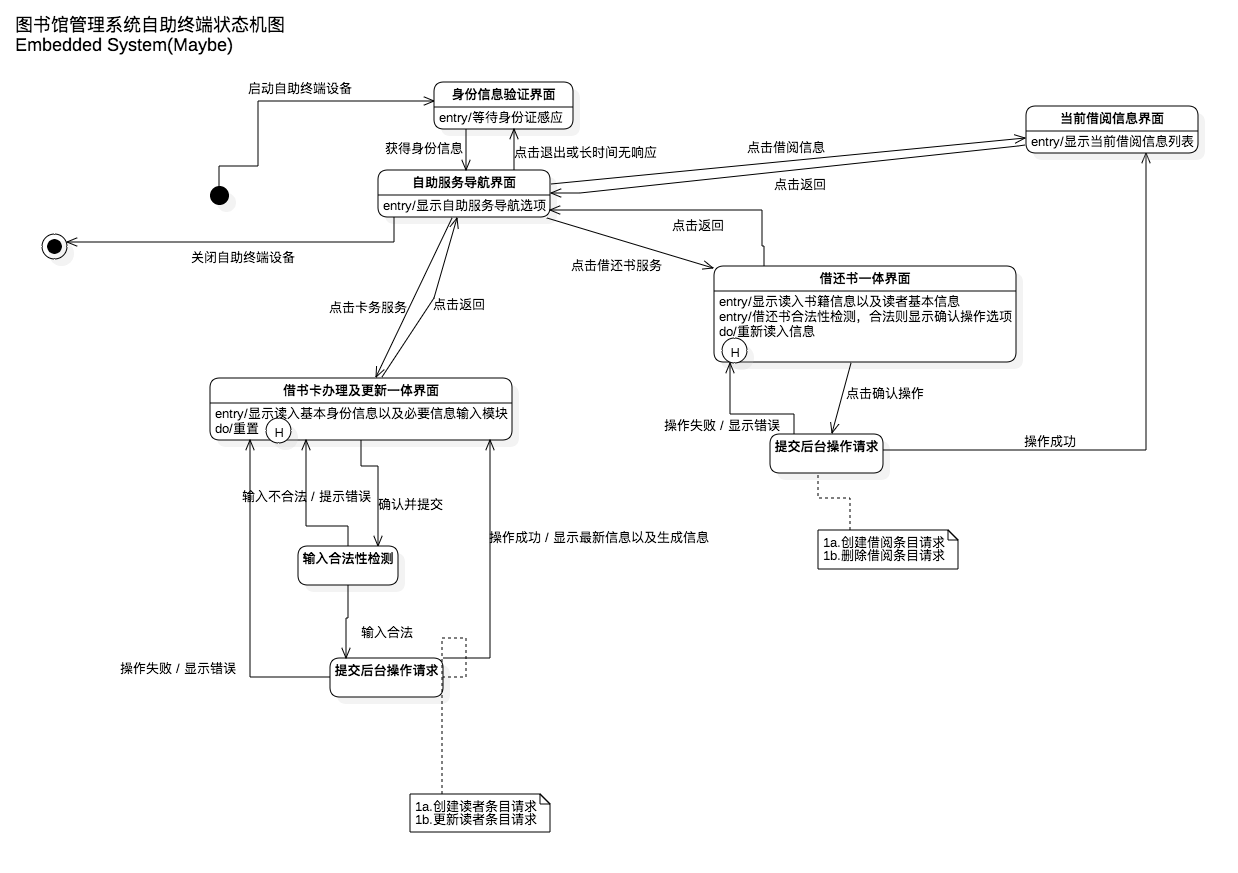 图书馆管理系统自助终端状态机图
Embedded System(Maybe)
启动自助终端设备
身份信息验证界面
entry/等待身份证感应
当前借阅信息界面
entry/显示当前借阅信息列表
获得身份信息
点击退出或长时间无响应
点击借阅信息
点击返回
自助服务导航界面
entry/显示自助服务导航选项
点击返回
关闭自助终端设备
点击借还书服务
点击卡务服务
点击返回
借还书一体界面
entry/显示读入书籍信息以及读者基本信息
entry/借还书合法性检测，合法则显示确认操作选项
do/重新读入信息
H
借书卡办理及更新一体界面
entry/显示读入基本身份信息以及必要信息输入模块
do/重置
H
点击确认操作
操作失败 / 显示错误
提交后台操作请求
操作成功
输入不合法 / 提示错误
确认并提交
操作成功 / 显示最新信息以及生成信息
1a.创建借阅条目请求
1b.删除借阅条目请求
输入合法性检测
输入合法
操作失败 / 显示错误
提交后台操作请求
1a.创建读者条目请求
1b.更新读者条目请求